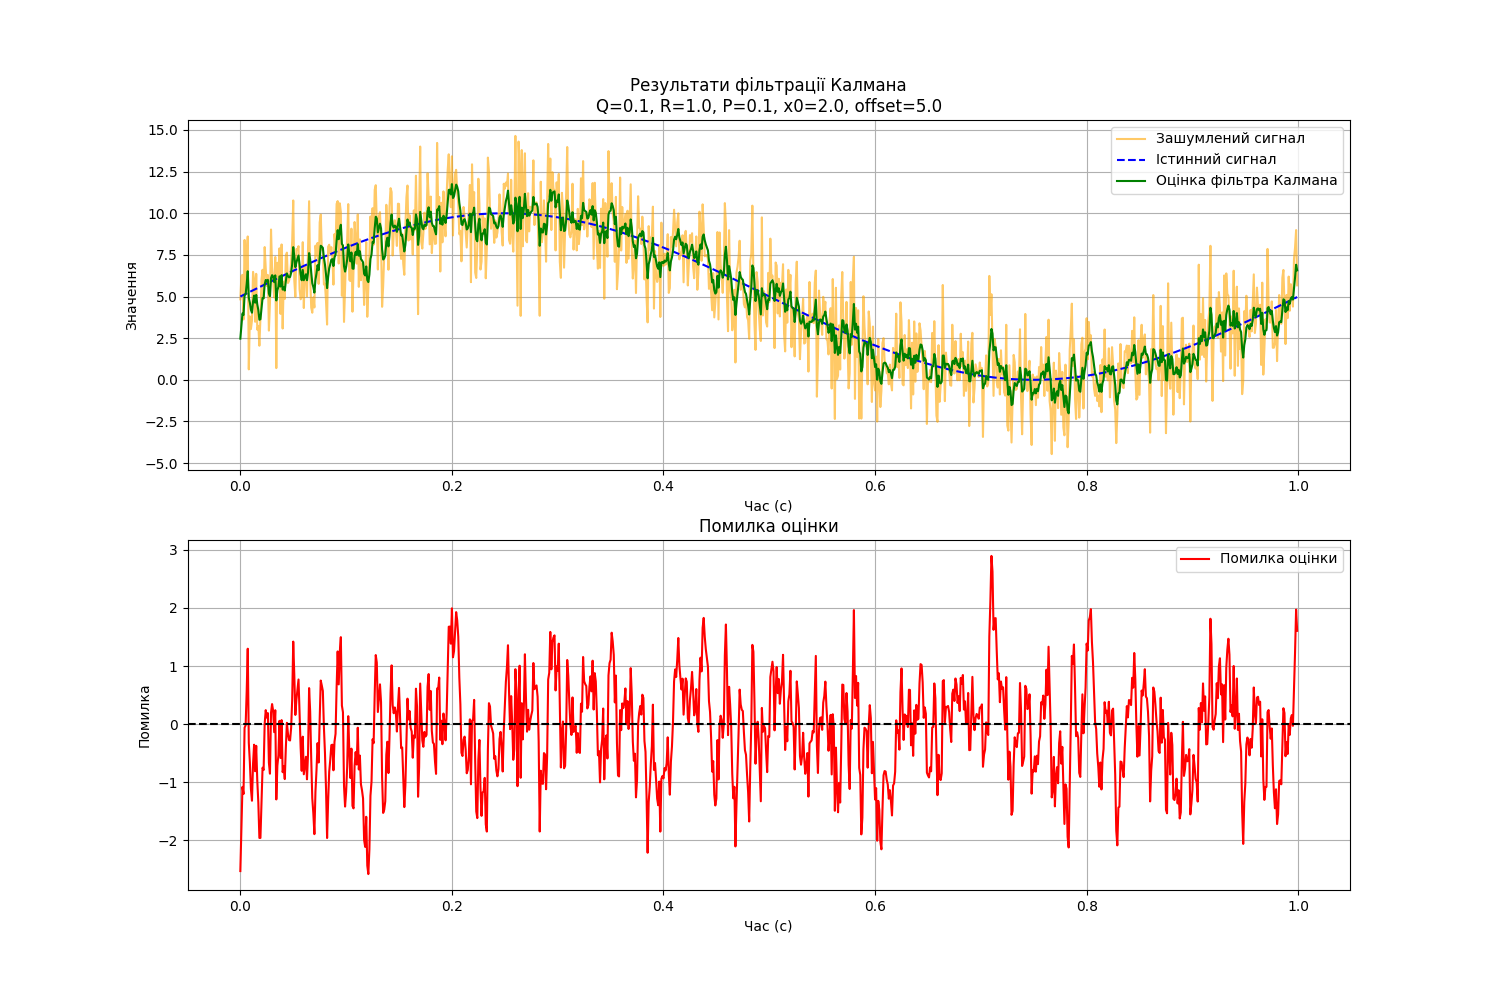 Результати фільтрації Калмана
Q=0.1, R=1.0, P=0.1, x0=2.0, offset=5.0
Зашумлений сигнал
Істинний сигнал
Оцінка фільтра Калмана
Значення
15.0
12.5
10.0
7.5
5.0
2.5
0.0
−2.5
−5.0
0.0 0.2 0.4 0.6 0.8 1.0
Час (с)
Помилка оцінки
Помилка оцінки
Помилка
3
2
1
0
−1
−2
0.0 0.2 0.4 0.6 0.8 1.0
Час (с)